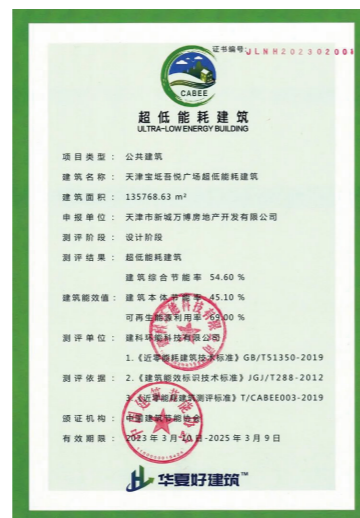 证书编号:JLNH202302001
CABEE
超低能耗建筑
ULTRA-LOW ENERGY BUILDING
项目类型：公共建筑
建筑名称：天津宝坻吾悦广场超低能耗建筑
建筑面积：135768.63 m²
申报单位：天津市新城万博房地产开发有限公司
测评阶段：设计阶段
测评结果：超低能耗建筑
建筑综合节能率 54.60 %
建筑能效值：建筑本体节能率 45.10 %
可再生能源利用率 69.00 %
测评单位：建科环能科技有限公司
1.《近零能耗建筑技术标准》GB/T51350-2019
测评依据：2.《建筑能效标识技术标准》JGJ/T288-2012
3.《近零能耗建筑测评标准》T/CABEE003-2019
颁证机构：中国建筑节能协会
有效期限：2023 年 3 月 10 日-2025 年 3 月 9 日
华夏好建筑™